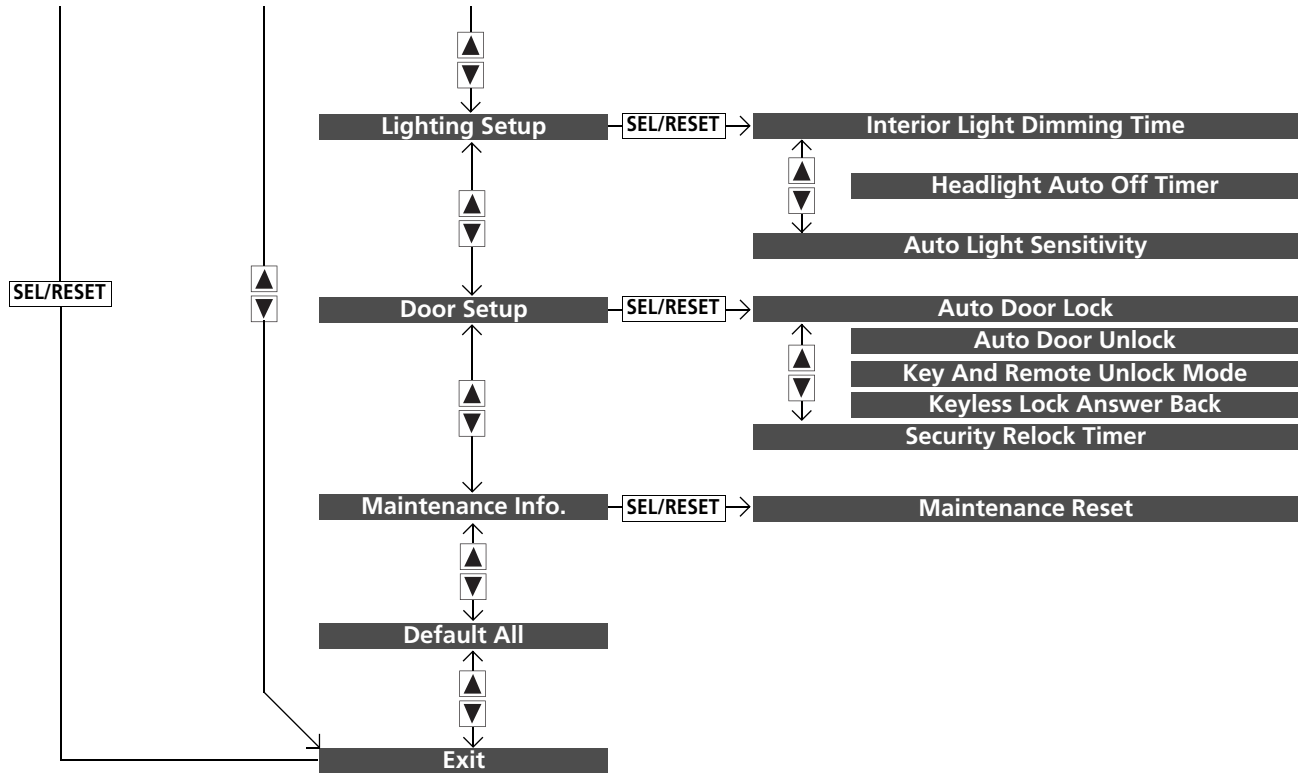 Lighting Setup SEL/RESET Interior Light Dimming Time
Headlight Auto Off Timer
Auto Light Sensitivity
SEL/RESET
Door Setup SEL/RESET Auto Door Lock
Auto Door Unlock
Key And Remote Unlock Mode
Keyless Lock Answer Back
Security Relock Timer
Maintenance Info. SEL/RESET Maintenance Reset
Default All
Exit